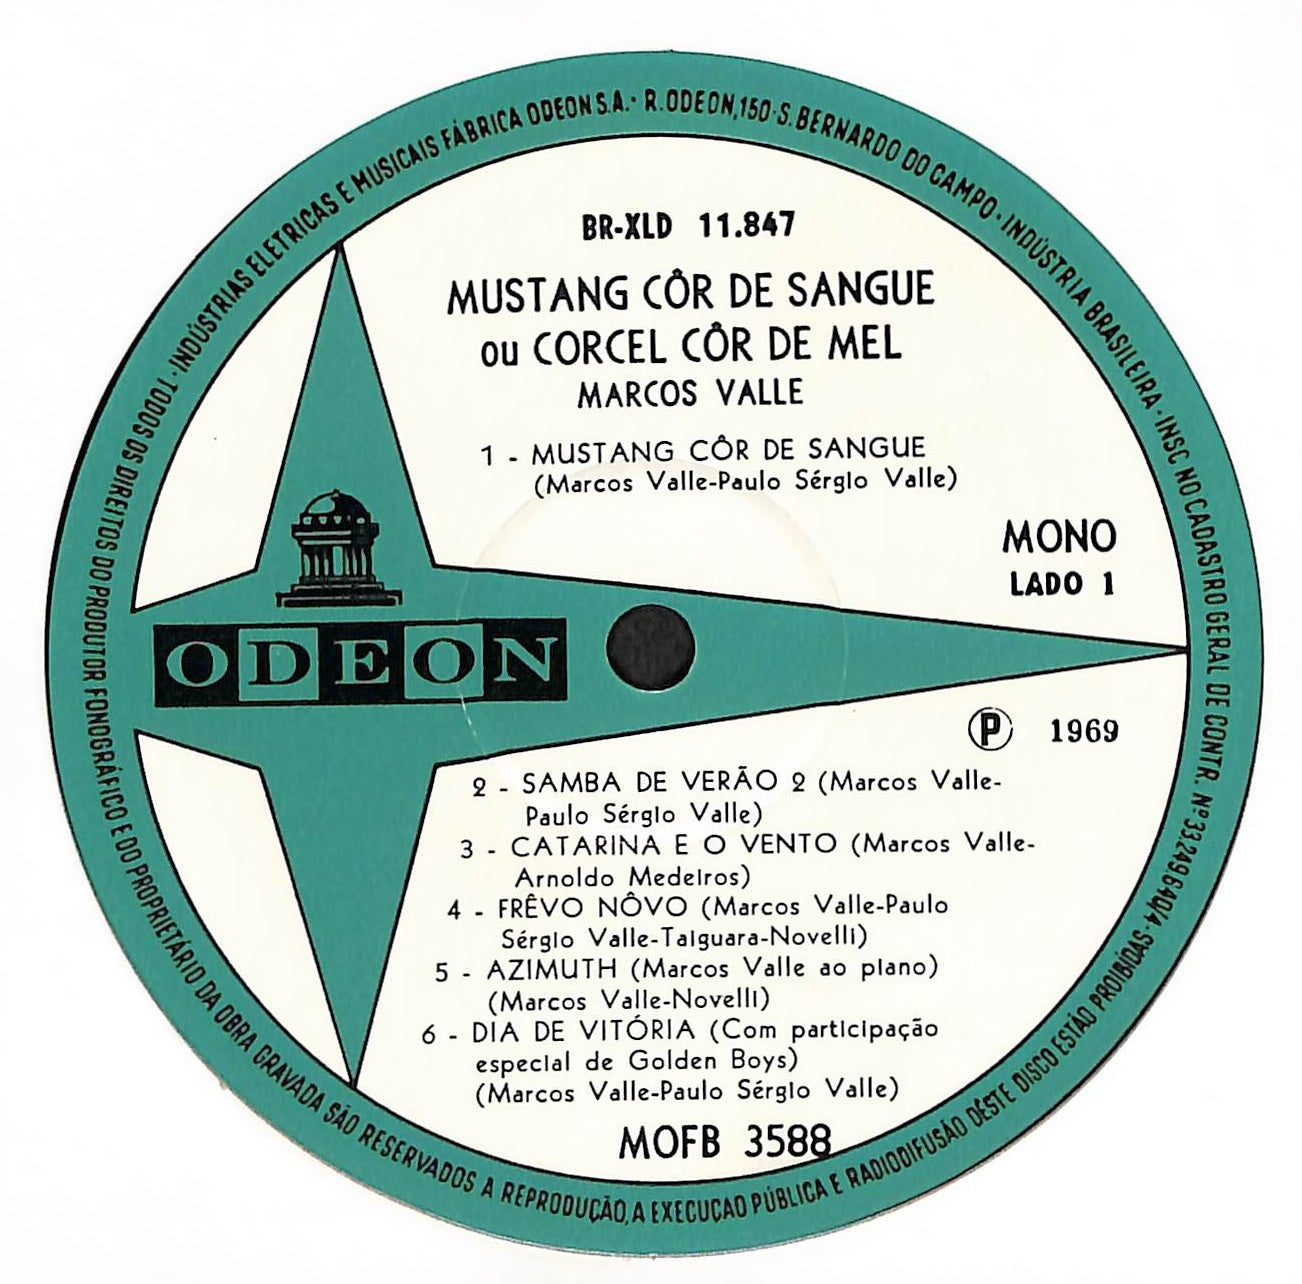 TODOS OS DIREITOS DO PRODUTOR FONOGRÁFICO E DO PROPRIETÁRIO DA OBRA GRAVADA SÃO RESERVADOS A REPRODUÇÃO, A EXECUÇAO PÚBLICA E RADIODIFUSÃO DÊSTE DISCO ESTÃO PROIBÍDAS · INDÚSTRIAS ELETRICAS E MUSICAIS FÁBRICA ODEON S.A. · R. ODEON, 150 · S. BERNARDO DO CAMPO · INDÚSTRIA BRASILEIRA · INSC NO CADASTRO GERAL DE CONTR. Nº 33.249.640/4
BR-XLD 11.847
MUSTANG CÔR DE SANGUE
ou CORCEL CÔR DE MEL
MARCOS VALLE
1 - MUSTANG CÔR DE SANGUE
(Marcos Valle-Paulo Sérgio Valle)
MONO
LADO 1
ODEON
℗ 1969
2 - SAMBA DE VERÃO 2 (Marcos Valle-
Paulo Sérgio Valle)
3 - CATARINA E O VENTO (Marcos Valle-
Arnoldo Medeiros)
4 - FRÊVO NÔVO (Marcos Valle-Paulo
Sérgio Valle-Taiguara-Novelli)
5 - AZIMUTH (Marcos Valle ao piano)
(Marcos Valle-Novelli)
6 - DIA DE VITÓRIA (Com participação
especial de Golden Boys)
(Marcos Valle-Paulo Sérgio Valle)
MOFB 3588